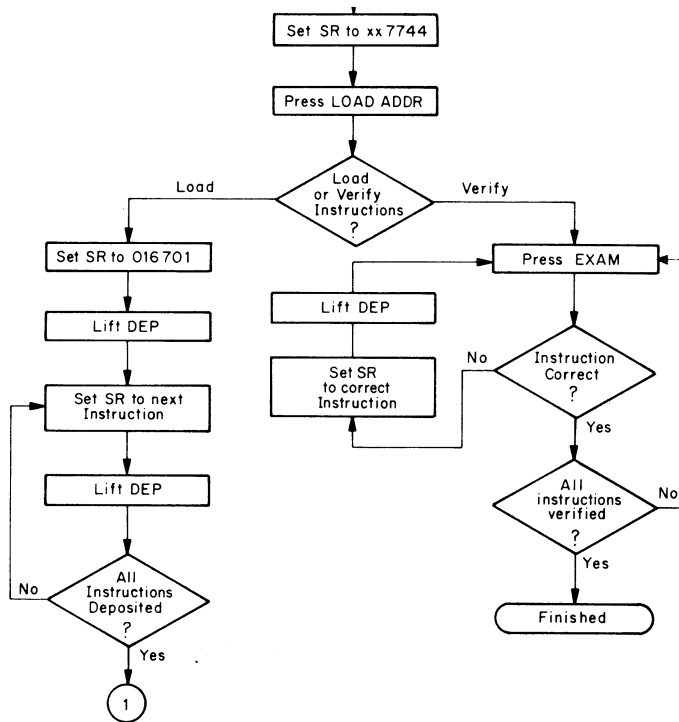 Set SR to xx7744
Press LOAD ADDR
Load
or Verify
Instructions
?
Load
Verify
Set SR to 016701
Lift DEP
Set SR to next
Instruction
Lift DEP
No
All
Instructions
Deposited
?
Yes
1
Press EXAM
Lift DEP
Set SR
to correct
Instruction
No
Instruction
Correct
?
Yes
All
instructions
verified
?
No
Yes
Finished